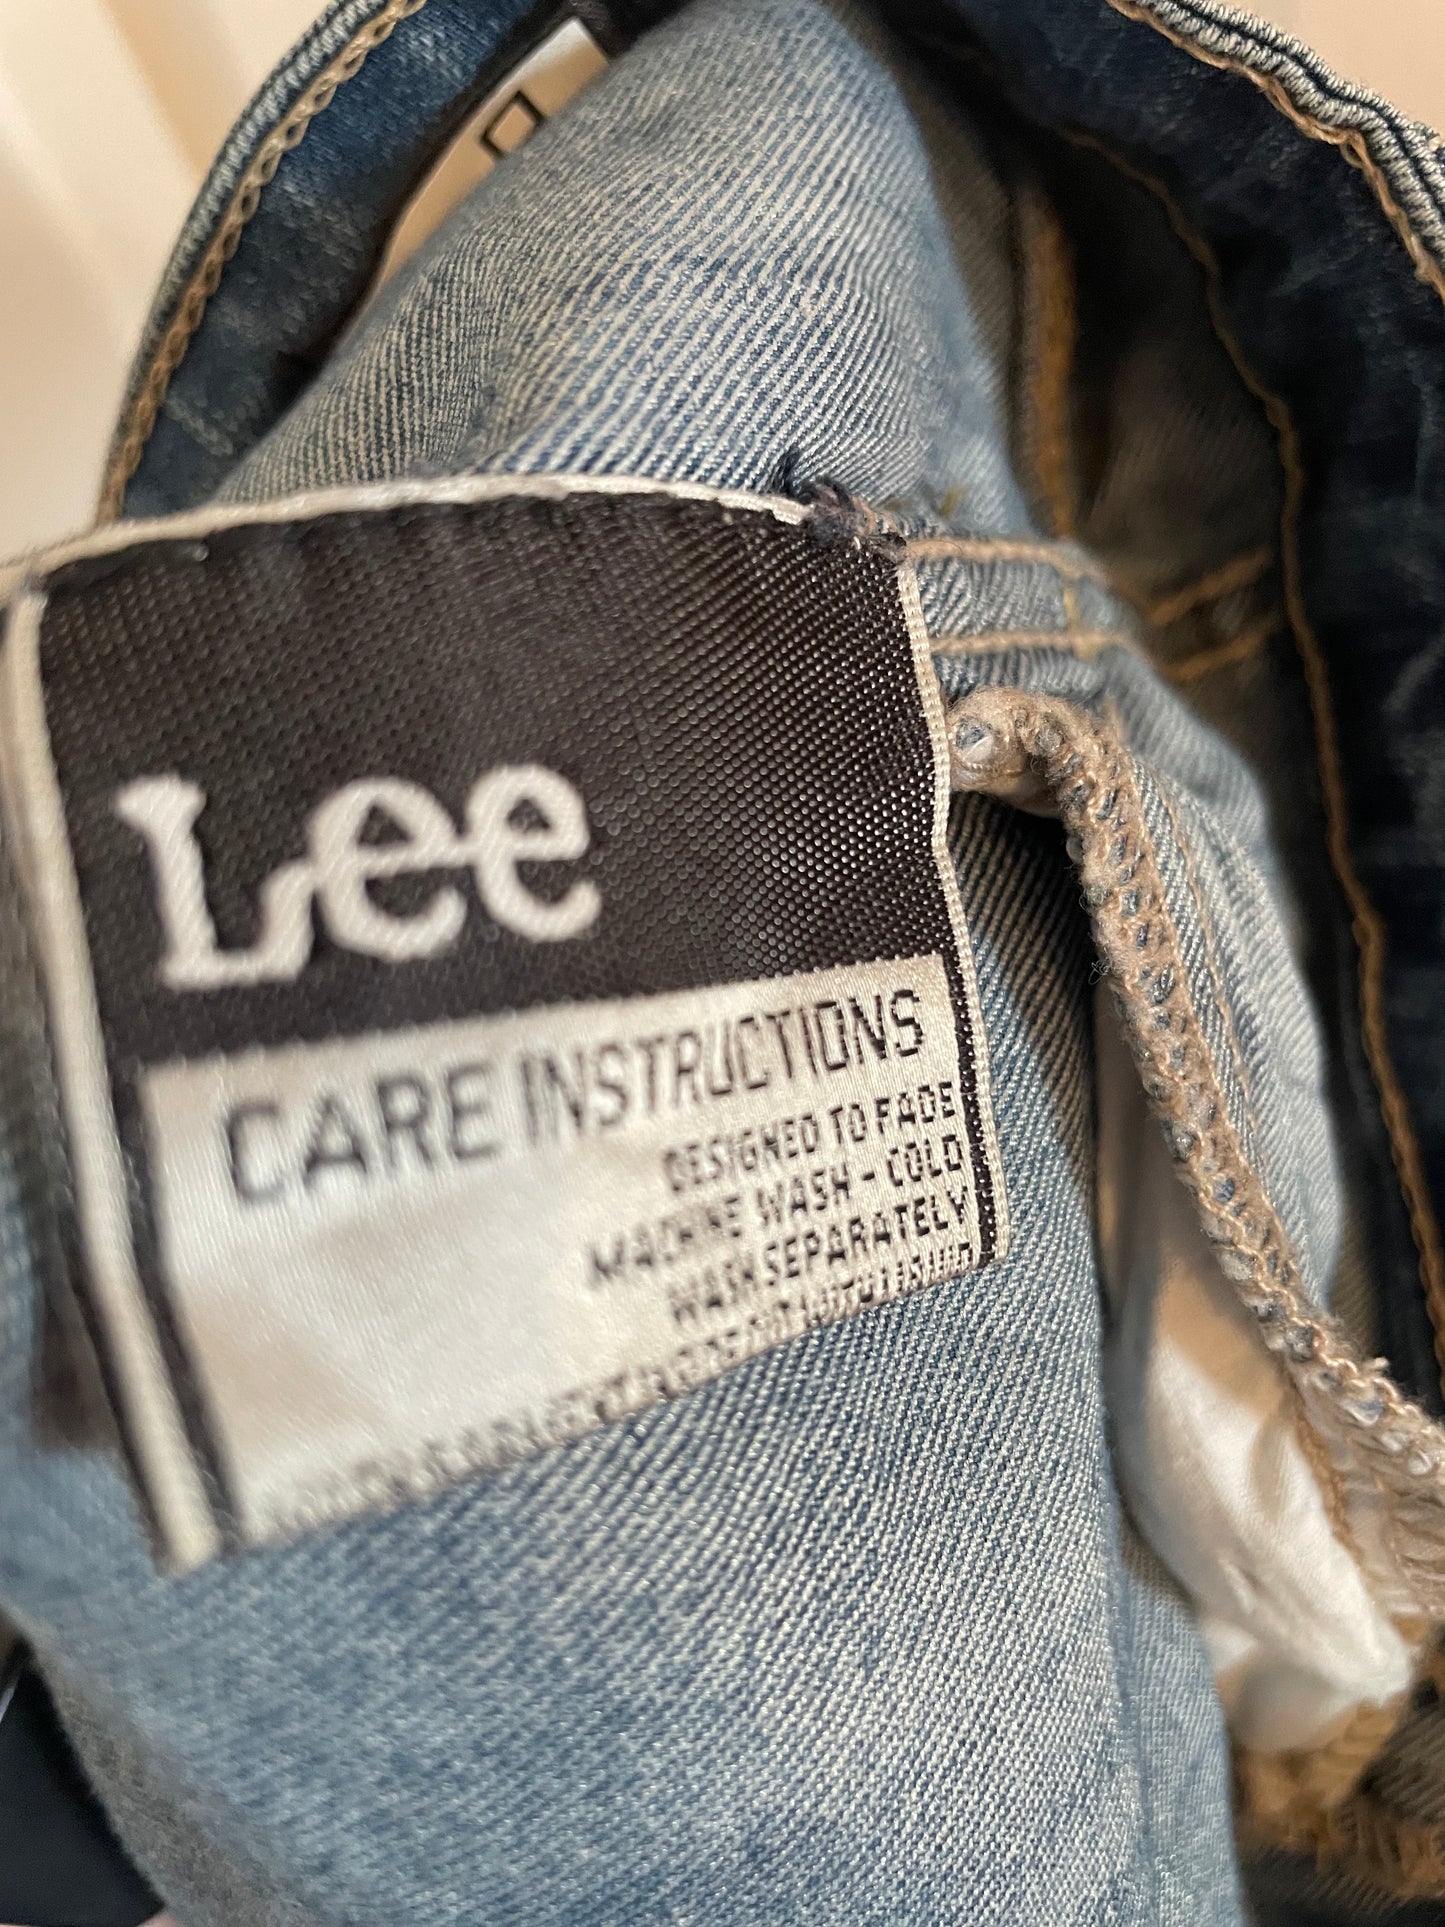 Lee
CARE INSTRUCTIONS
DESIGNED TO FADE
MACHINE WASH - COLD
WASH SEPARATELY